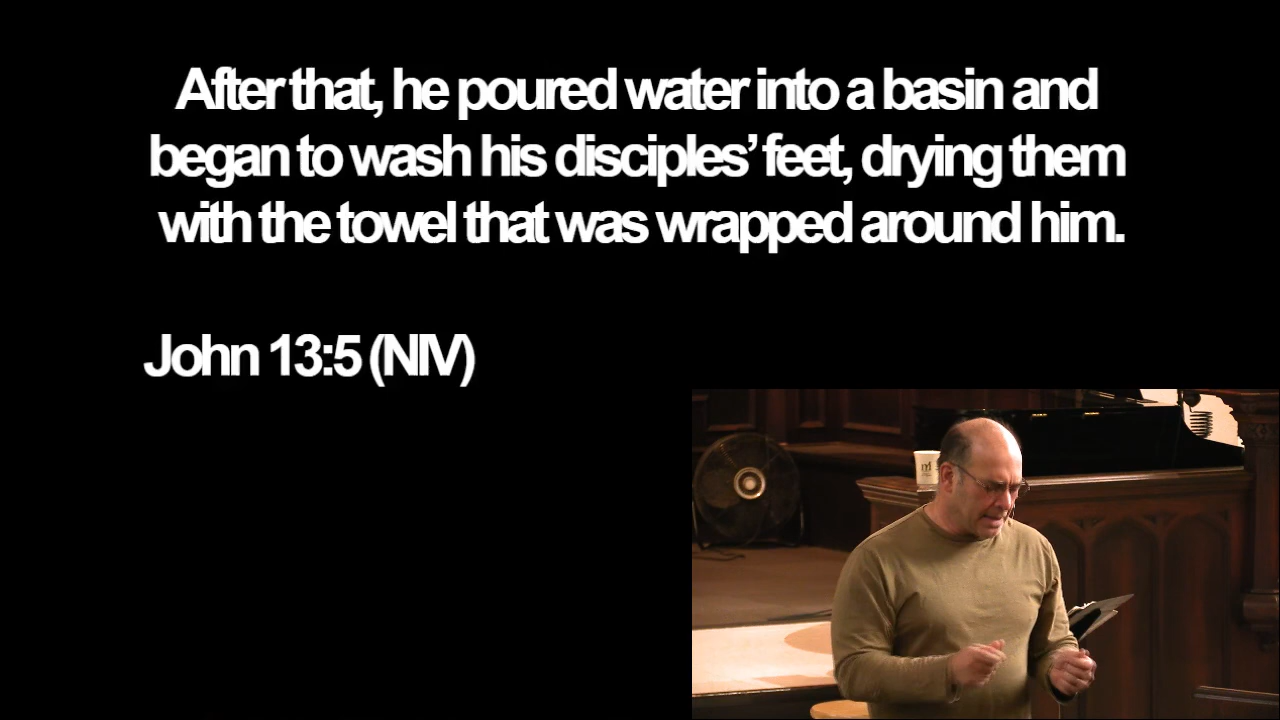 After that, he poured water into a basin and
began to wash his disciples’ feet, drying them
with the towel that was wrapped around him.
John 13:5 (NIV)